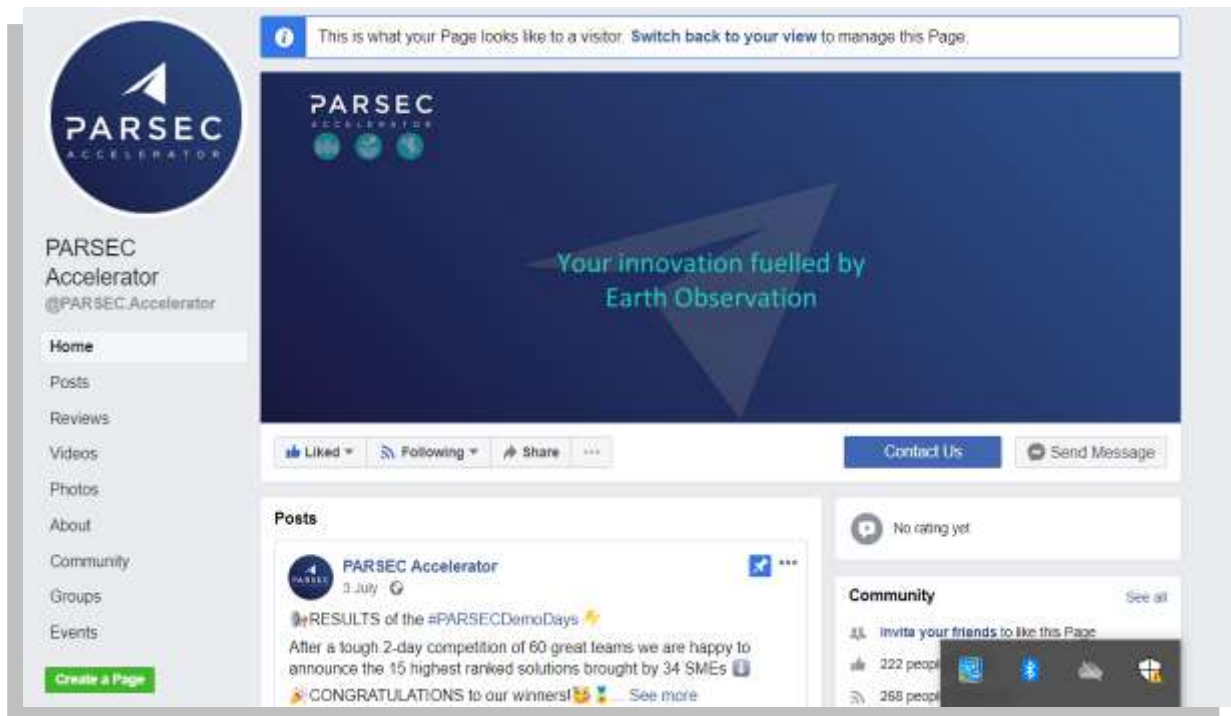 This is what your Page looks like to a visitor. Switch back to your view to manage this Page.
PARSEC
ACCELERATOR
PARSEC
ACCELERATOR
Your innovation fuelled by
Earth Observation
PARSEC
Accelerator
@PARSEC.Accelerator
Home
Posts
Reviews
Videos
Photos
About
Community
Groups
Events
Create a Page
Liked
Following
Share
Contact Us
Send Message
Posts
PARSEC
PARSEC Accelerator
3 July
RESULTS of the #PARSECDemoDays
After a tough 2-day competition of 60 great teams we are happy to
announce the 15 highest ranked solutions brought by 34 SMEs
CONGRATULATIONS to our winners! ... See more
No rating yet
Community See all
Invite your friends to like this Page
222 peopl
268 peopl